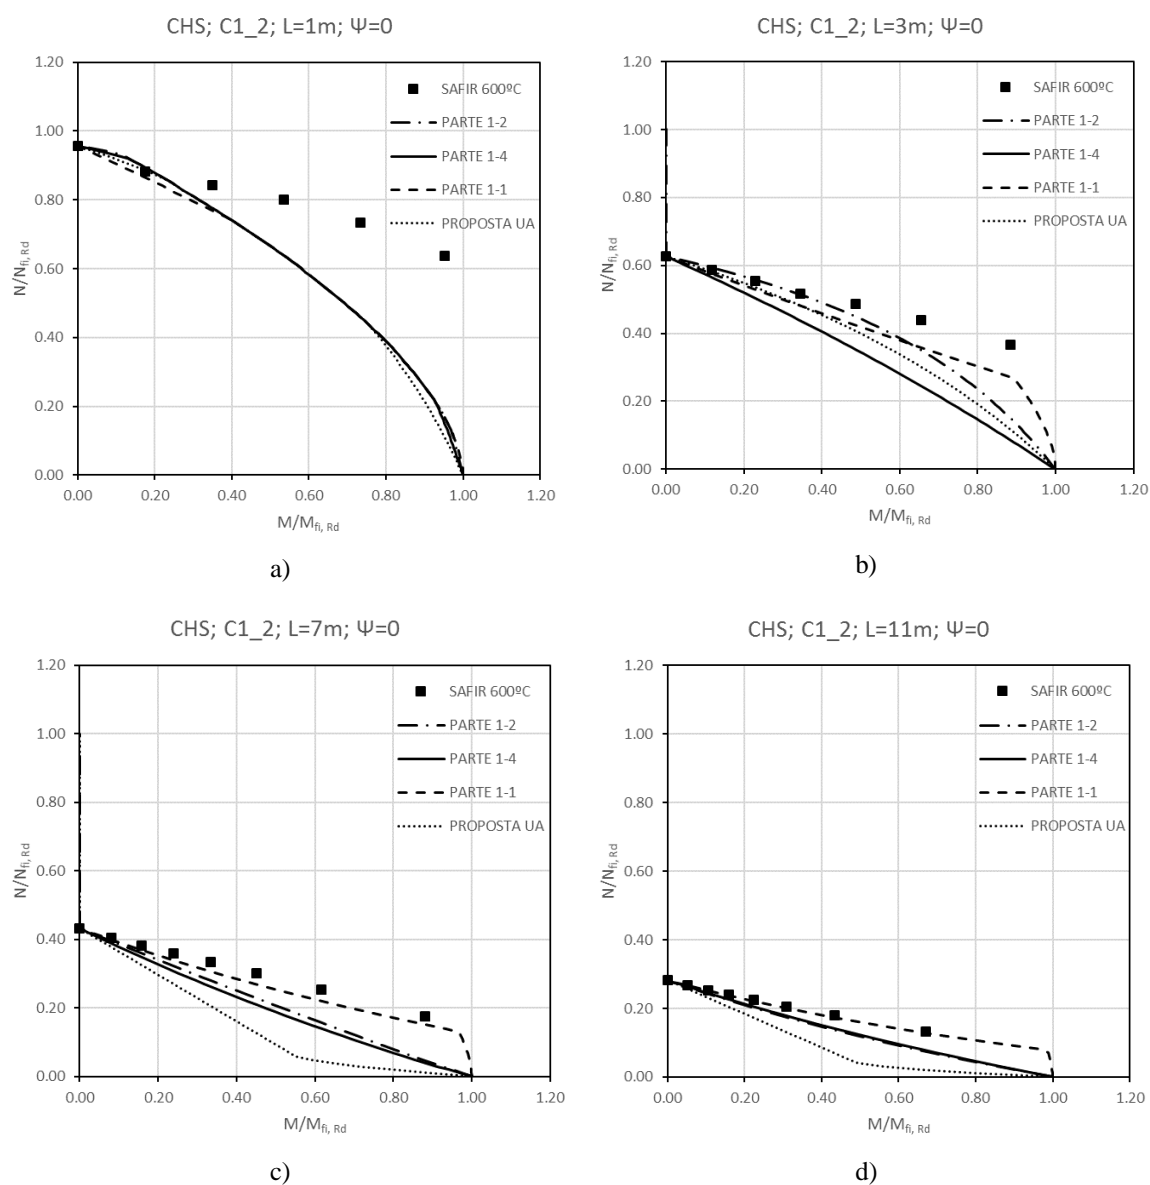 CHS; C1_2; L=1m; Ψ=0
1.20
1.00
0.80
0.60
0.40
0.20
0.00
N/Nfi, Rd
SAFIR 600ºC
PARTE 1-2
PARTE 1-4
PARTE 1-1
PROPOSTA UA
0.00 0.20 0.40 0.60 0.80 1.00 1.20
M/Mfi, Rd
a)
CHS; C1_2; L=3m; Ψ=0
1.20
1.00
0.80
0.60
0.40
0.20
0.00
N/Nfi, Rd
SAFIR 600ºC
PARTE 1-2
PARTE 1-4
PARTE 1-1
PROPOSTA UA
0.00 0.20 0.40 0.60 0.80 1.00 1.20
M/Mfi, Rd
b)
CHS; C1_2; L=7m; Ψ=0
1.20
1.00
0.80
0.60
0.40
0.20
0.00
N/Nfi, Rd
SAFIR 600ºC
PARTE 1-2
PARTE 1-4
PARTE 1-1
PROPOSTA UA
0.00 0.20 0.40 0.60 0.80 1.00 1.20
M/Mfi, Rd
c)
CHS; C1_2; L=11m; Ψ=0
1.20
1.00
0.80
0.60
0.40
0.20
0.00
N/Nfi, Rd
SAFIR 600ºC
PARTE 1-2
PARTE 1-4
PARTE 1-1
PROPOSTA UA
0.00 0.20 0.40 0.60 0.80 1.00 1.20
M/Mfi, Rd
d)